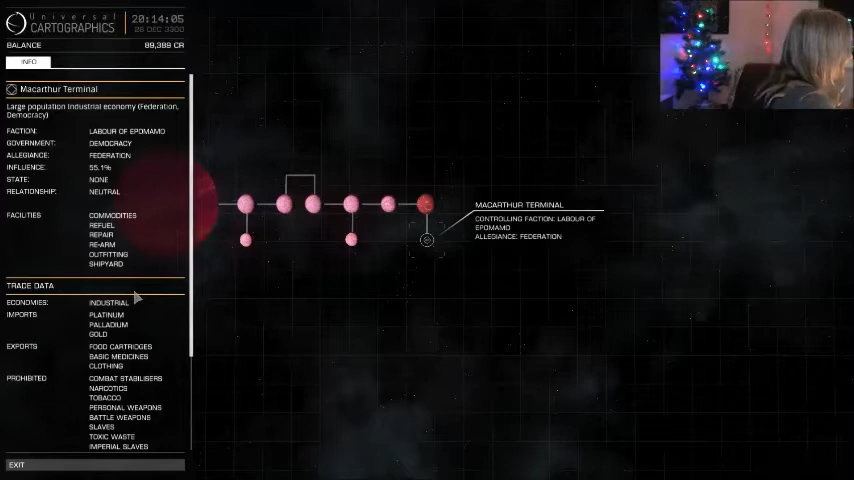 Universal
CARTOGRAPHICS
20:14:05
25 DEC 3300
BALANCE 89,389 CR
INFO
Macarthur Terminal
Large population Industrial economy (Federation,
Democracy)
FACTION: LABOUR OF EPOMAMO
GOVERNMENT: DEMOCRACY
ALLEGIANCE: FEDERATION
INFLUENCE: 55.1%
STATE: NONE
RELATIONSHIP: NEUTRAL
FACILITIES COMMODITIES
REFUEL
REPAIR
RE-ARM
OUTFITTING
SHIPYARD
TRADE DATA
ECONOMIES: INDUSTRIAL
IMPORTS: PLATINUM
PALLADIUM
GOLD
EXPORTS FOOD CARTRIDGES
BASIC MEDICINES
CLOTHING
PROHIBITED COMBAT STABILISERS
NARCOTICS
TOBACCO
PERSONAL WEAPONS
BATTLE WEAPONS
SLAVES
TOXIC WASTE
IMPERIAL SLAVES
EXIT
MACARTHUR TERMINAL
CONTROLLING FACTION: LABOUR OF
EPOMAMO
ALLEGIANCE: FEDERATION